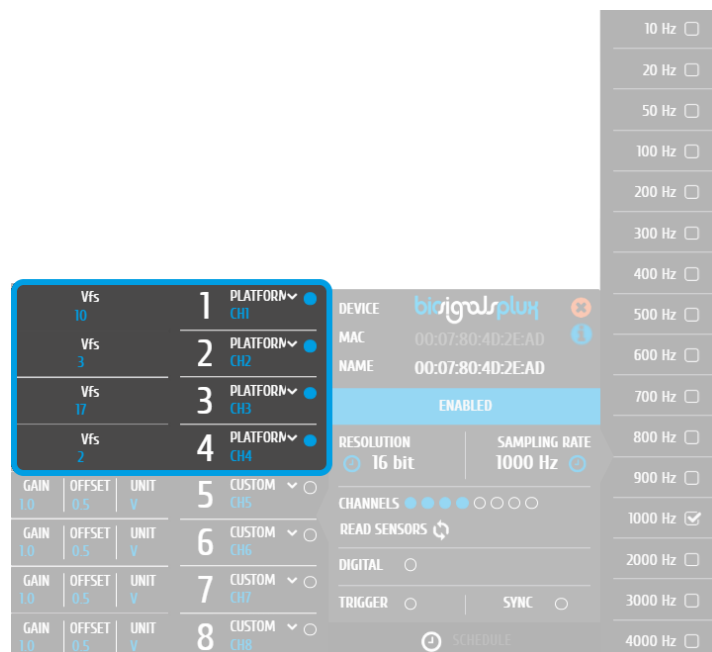 10 Hz
20 Hz
50 Hz
100 Hz
200 Hz
300 Hz
400 Hz
500 Hz
600 Hz
700 Hz
800 Hz
900 Hz
1000 Hz
2000 Hz
3000 Hz
4000 Hz
Vfs 1 PLATFORM
10 CH1
Vfs 2 PLATFORM
3 CH2
Vfs 3 PLATFORM
17 CH3
Vfs 4 PLATFORM
2 CH4
GAIN OFFSET UNIT 5 CUSTOM
1.0 0.5 V CH5
GAIN OFFSET UNIT 6 CUSTOM
1.0 0.5 V CH6
GAIN OFFSET UNIT 7 CUSTOM
1.0 0.5 V CH7
GAIN OFFSET UNIT 8 CUSTOM
1.0 0.5 V CH8
DEVICE biosignalsplux
MAC 00:07:80:4D:2E:AD
NAME 00:07:80:4D:2E:AD
ENABLED
RESOLUTION SAMPLING RATE
16 bit 1000 Hz
CHANNELS
READ SENSORS
DIGITAL
TRIGGER SYNC
SCHEDULE